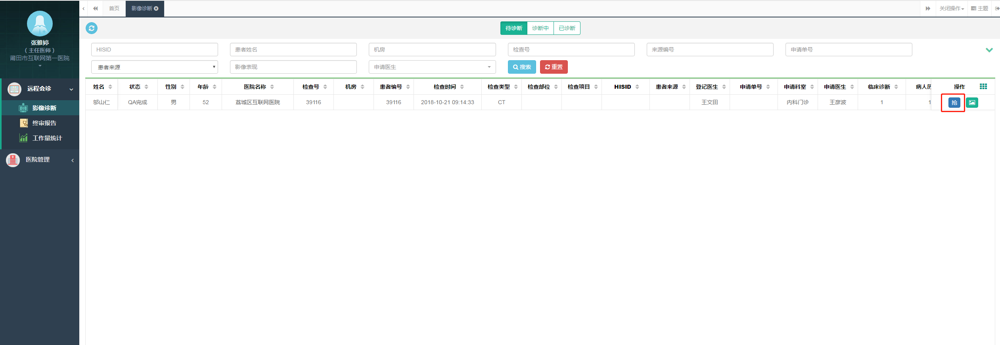 张雅婷
（主任医师）
莆田市互联网第一医院
远程会诊
影像诊断
终审报告
工作量统计
医院管理
首页 影像诊断 关闭操作 主题
待诊断 诊断中 已诊断
HISID 患者姓名 机房 检查号 来源编号 申请单号
患者来源 影像表现 申请医生 搜索 重置
姓名 状态 性别 年龄 医院名称 检查号 机房 患者编号 检查时间 检查类型 检查部位 检查项目 HISID 患者来源 登记医生 申请单号 申请科室 申请医生 临床诊断 病人历 操作
邬山仁 QA完成 男 52 荔城区互联网医院 39116 39116 2018-10-21 09:14:33 CT 王文田 内科门诊 王彦波 1 1 抢